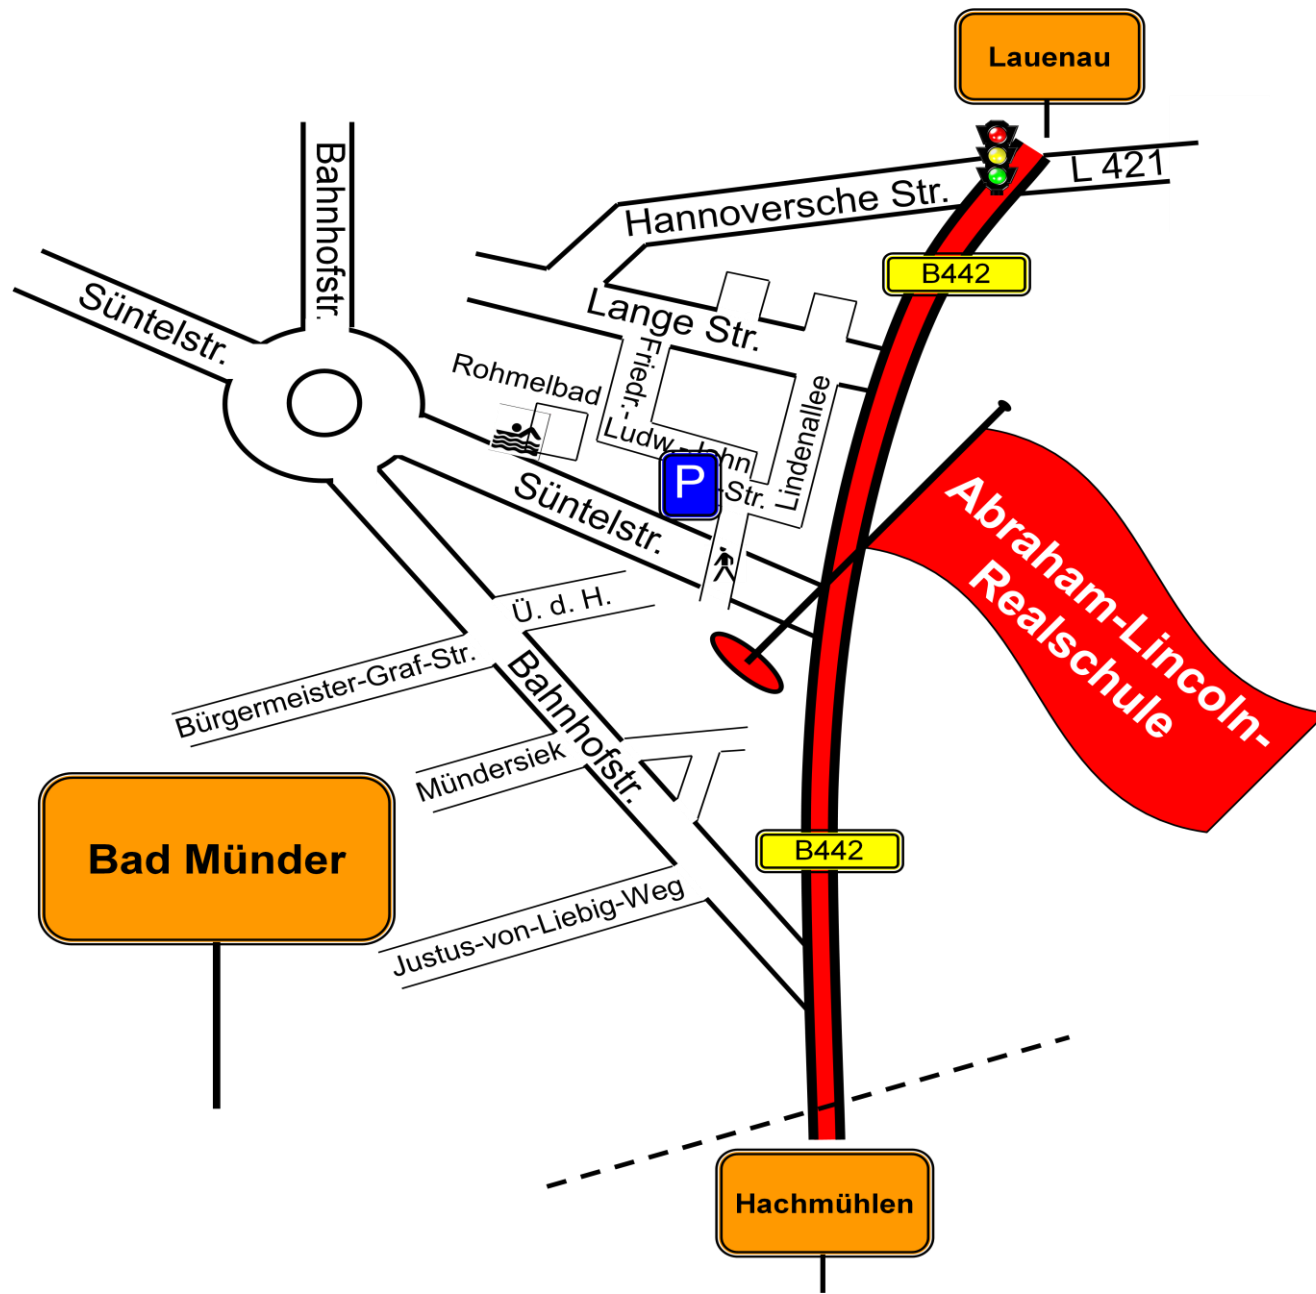 Lauenau
L 421
Hannoversche Str.
B442
Bahnhofstr.
Süntelstr.
Lange Str.
Friedr.-
Rohmelbad
Ludw.-Jahn
-Str.
Lindenallee
P
Süntelstr.
Abraham-Lincoln-
Realschule
Ü. d. H.
Bürgermeister-Graf-Str.
Bahnhofstr.
Mündersiek
B442
Bad Münder
Justus-von-Liebig-Weg
Hachmühlen